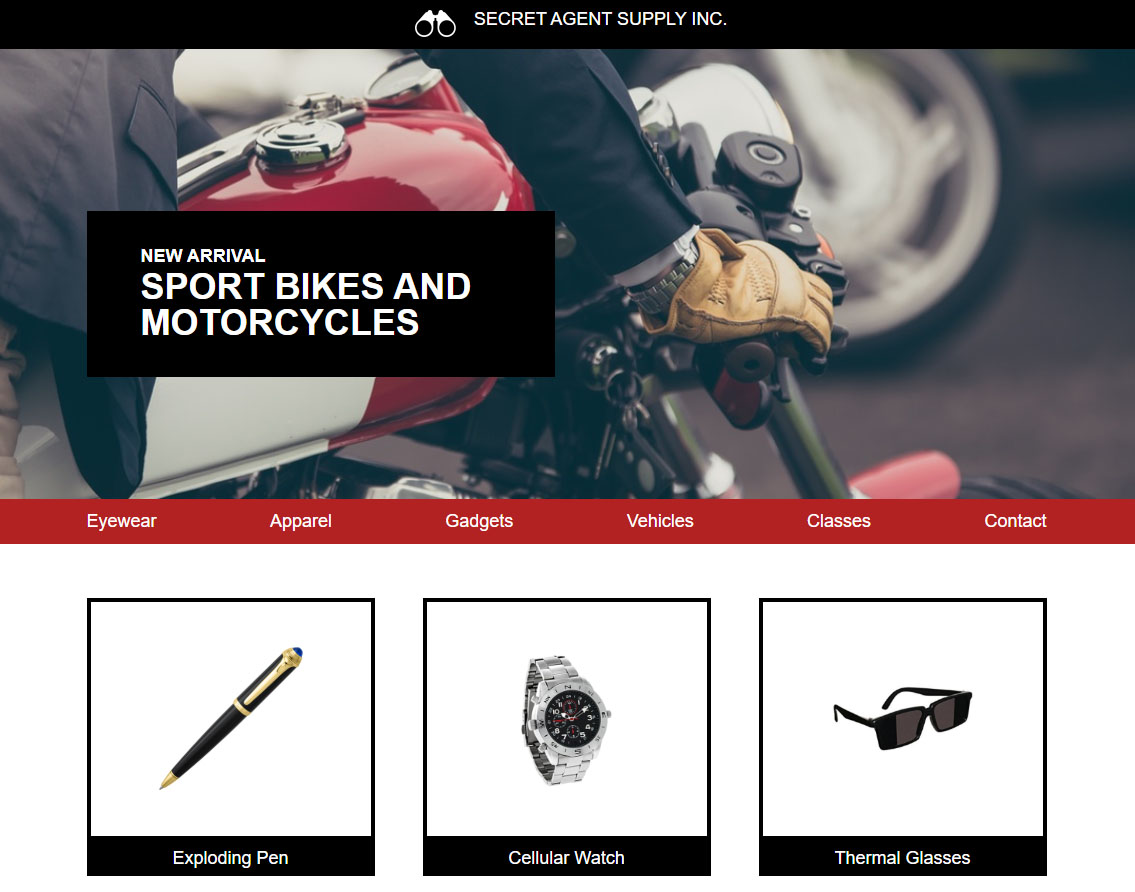 SECRET AGENT SUPPLY INC.
NEW ARRIVAL
SPORT BIKES AND
MOTORCYCLES
Eyewear Apparel Gadgets Vehicles Classes Contact
Exploding Pen Cellular Watch Thermal Glasses